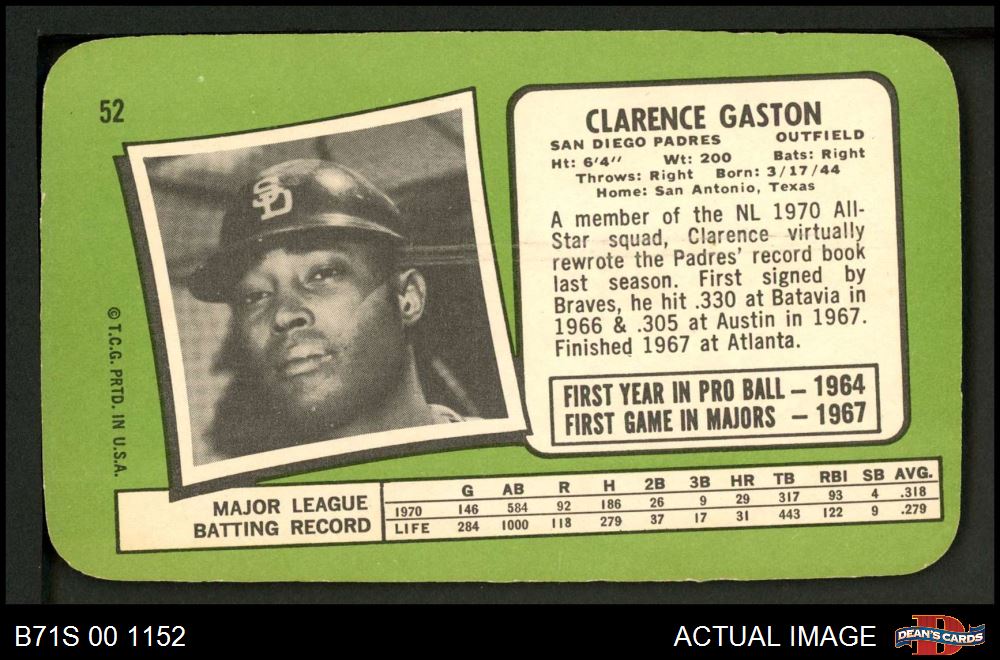 52
SD
© T.C.G. PRTD. IN U.S.A.
CLARENCE GASTON
SAN DIEGO PADRES OUTFIELD
Ht: 6'4" Wt: 200 Bats: Right
Throws: Right Born: 3/17/44
Home: San Antonio, Texas
A member of the NL 1970 All-
Star squad, Clarence virtually
rewrote the Padres' record book
last season. First signed by
Braves, he hit .330 at Batavia in
1966 & .305 at Austin in 1967.
Finished 1967 at Atlanta.
FIRST YEAR IN PRO BALL — 1964
FIRST GAME IN MAJORS — 1967
MAJOR LEAGUE
BATTING RECORD
G AB R H 2B 3B HR TB RBI SB AVG.
1970 146 584 92 186 26 9 29 317 93 4 .318
LIFE 284 1000 118 279 37 17 31 443 122 9 .279
B71S 00 1152
ACTUAL IMAGE
D
DEAN'S CARDS